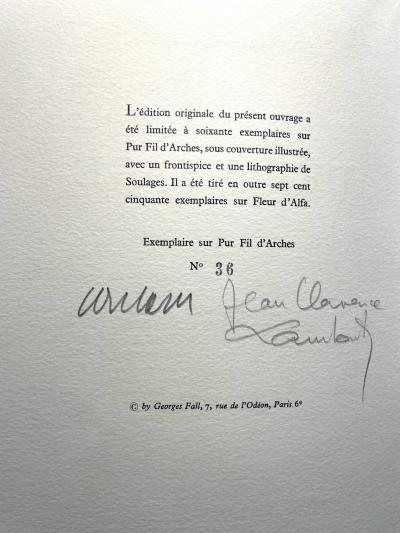 L'édition originale du présent ouvrage a
été limitée à soixante exemplaires sur
Pur Fil d'Arches, sous couverture illustrée,
avec un frontispice et une lithographie de
Soulages. Il a été tiré en outre sept cent
cinquante exemplaires sur Fleur d'Alfa.
Exemplaire sur Pur Fil d'Arches
N° 36
Jean Clarence
Lambert
© by Georges Fall, 7, rue de l'Odéon, Paris 6e